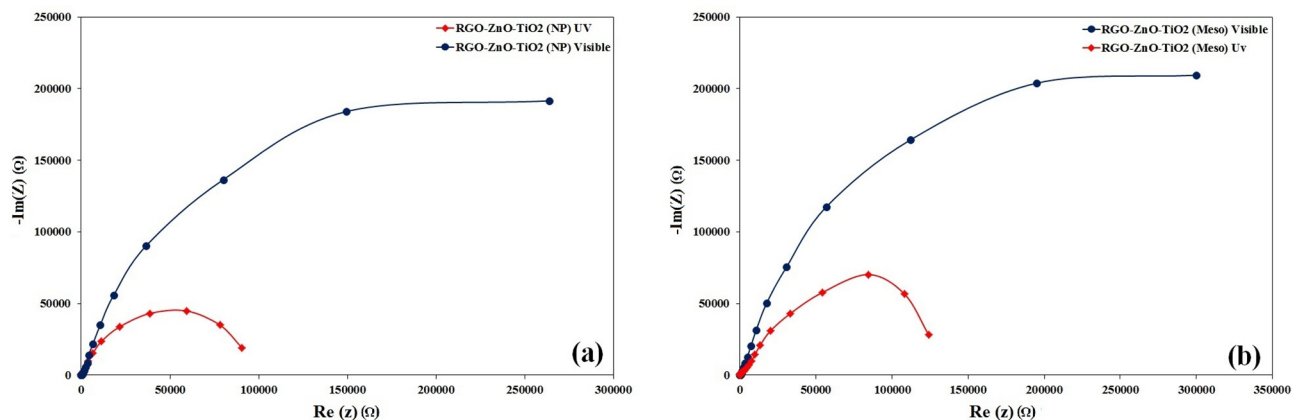 RGO-ZnO-TiO2 (NP) UV
RGO-ZnO-TiO2 (NP) Visible
250000
200000
150000
100000
50000
0
-Im(Z) (Ω)
0
50000
100000
150000
200000
250000
300000
Re (z) (Ω)
(a)
RGO-ZnO-TiO2 (Meso) Visible
RGO-ZnO-TiO2 (Meso) Uv
250000
200000
150000
100000
50000
0
-Im(Z) (Ω)
0
50000
100000
150000
200000
250000
300000
350000
Re (z) (Ω)
(b)